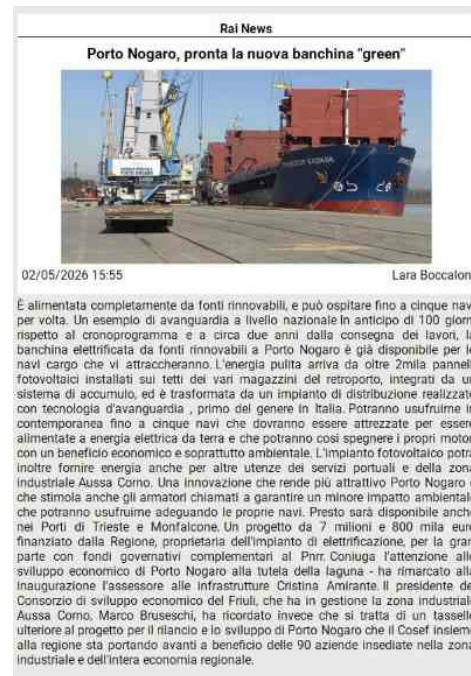 Rai News
Porto Nogaro, pronta la nuova banchina "green"
PORTO NOGARO
02/05/2026 15:55
Lara Boccalon
È alimentata completamente da fonti rinnovabili, e può ospitare fino a cinque nav
per volta. Un esempio di avanguardia a livello nazionale In anticipo di 100 giorn
rispetto al cronoprogramma e a circa due anni dalla consegna dei lavori, la
banchina elettrificata da fonti rinnovabili a Porto Nogaro è già disponibile per le
navi cargo che vi attraccheranno. L'energia pulita arriva da oltre 2mila pannell
fotovoltaici installati sui tetti dei vari magazzini del retroporto, integrati da un
sistema di accumulo, ed è trasformata da un impianto di distribuzione realizzato
con tecnologia d'avanguardia , primo del genere in Italia. Potranno usufruirne in
contemporanea fino a cinque navi che dovranno essere attrezzate per essere
alimentate a energia elettrica da terra e che potranno così spegnere i propri motor
con un beneficio economico e soprattutto ambientale. L'impianto fotovoltaico potrà
inoltre fornire energia anche per altre utenze dei servizi portuali e della zona
industriale Aussa Corno. Una innovazione che rende più attrattivo Porto Nogaro e
che stimola anche gli armatori chiamati a garantire un minore impatto ambientale
che potranno usufruirne adeguando le proprie navi. Presto sarà disponibile anche
nei Porti di Trieste e Monfalcone. Un progetto da 7 milioni e 800 mila euro
finanziato dalla Regione, proprietaria dell'impianto di elettrificazione, per la gran
parte con fondi governativi complementari al Pnrr. Coniuga l'attenzione allo
sviluppo economico di Porto Nogaro alla tutela della laguna - ha rimarcato alla
inaugurazione l'assessore alle infrastrutture Cristina Amirante. Il presidente del
Consorzio di sviluppo economico del Friuli, che ha in gestione la zona industriale
Aussa Corno, Marco Bruseschi, ha ricordato invece che si tratta di un tassello
ulteriore al progetto per il rilancio e lo sviluppo di Porto Nogaro che il Cosef insieme
alla regione sta portando avanti a beneficio delle 90 aziende insediate nella zona
industriale e dell'intera economia regionale.